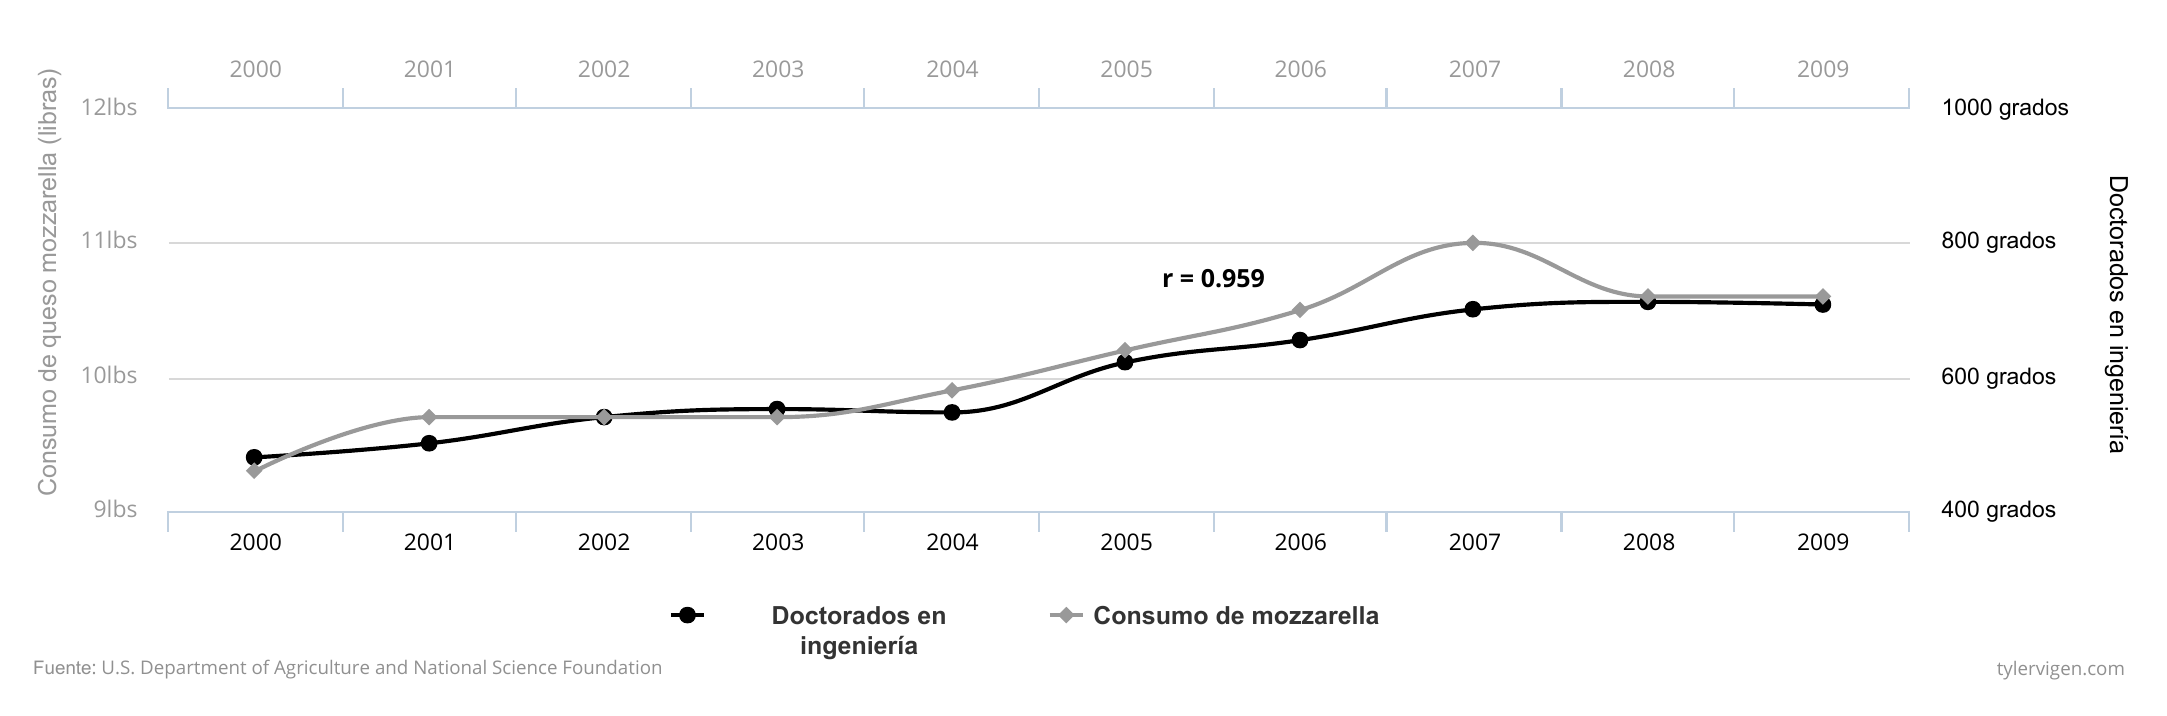 2000 2001 2002 2003 2004 2005 2006 2007 2008 2009
Consumo de queso mozzarella (libras)
12lbs
11lbs
10lbs
9lbs
r = 0.959
1000 grados
800 grados
600 grados
400 grados
Doctorados en ingeniería
2000 2001 2002 2003 2004 2005 2006 2007 2008 2009
Doctorados en
ingeniería
Consumo de mozzarella
Fuente: U.S. Department of Agriculture and National Science Foundation
tylervigen.com